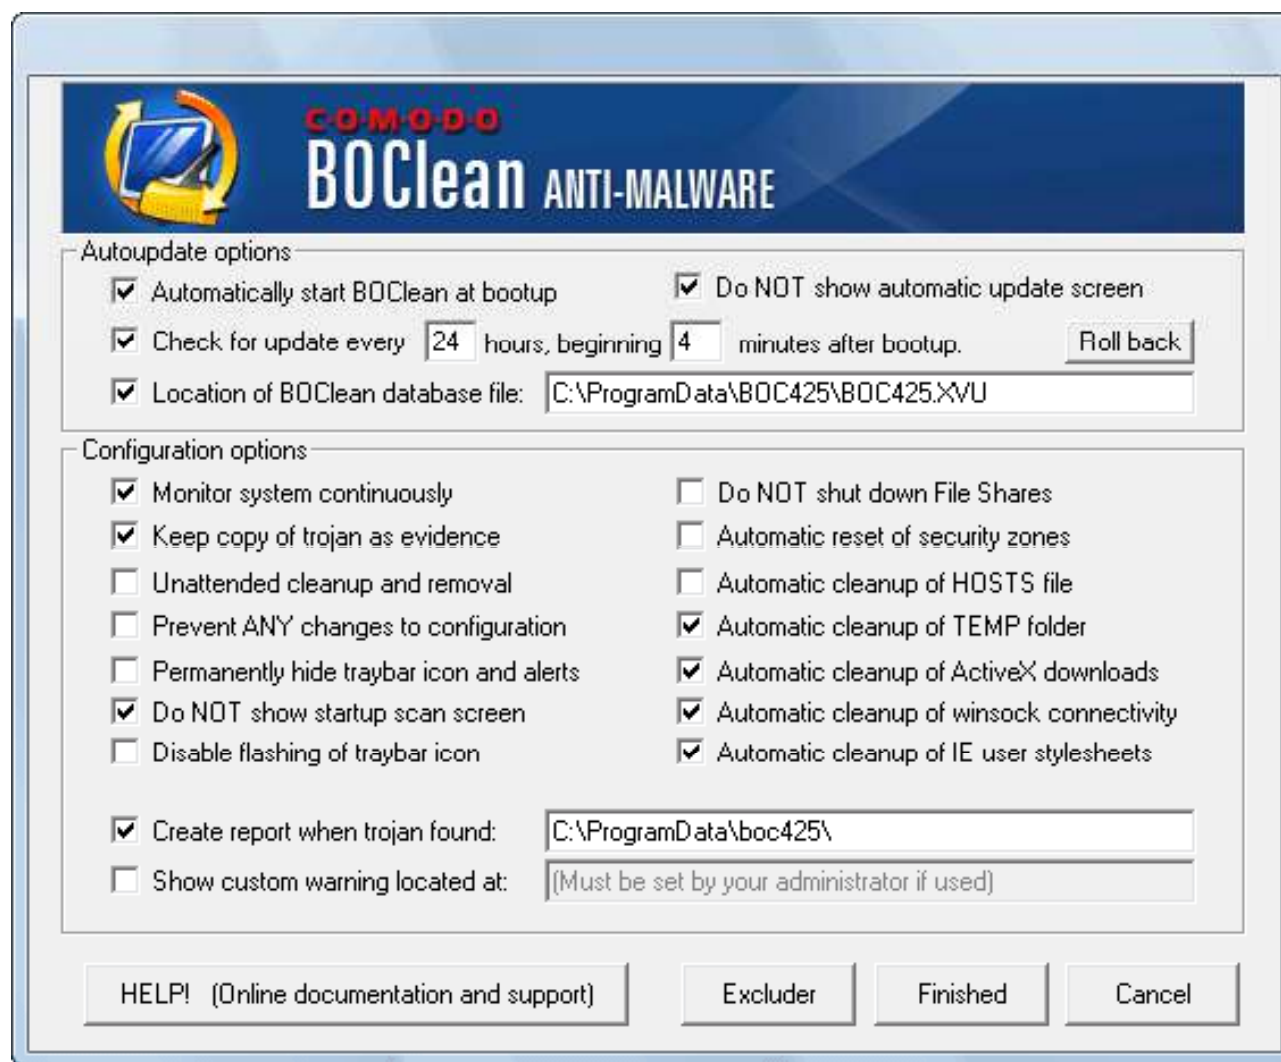 C·O·M·O·D·O
BOClean ANTI-MALWARE
Autoupdate options
Automatically start BOClean at bootup
Do NOT show automatic update screen
Check for update every 24 hours, beginning 4 minutes after bootup.
Roll back
Location of BOClean database file: C:\ProgramData\BOC425\BOC425.XVU
Configuration options
Monitor system continuously
Keep copy of trojan as evidence
Unattended cleanup and removal
Prevent ANY changes to configuration
Permanently hide traybar icon and alerts
Do NOT show startup scan screen
Disable flashing of traybar icon
Do NOT shut down File Shares
Automatic reset of security zones
Automatic cleanup of HOSTS file
Automatic cleanup of TEMP folder
Automatic cleanup of ActiveX downloads
Automatic cleanup of winsock connectivity
Automatic cleanup of IE user stylesheets
Create report when trojan found: C:\ProgramData\boc425\
Show custom warning located at: (Must be set by your administrator if used)
HELP! (Online documentation and support)
Excluder
Finished
Cancel